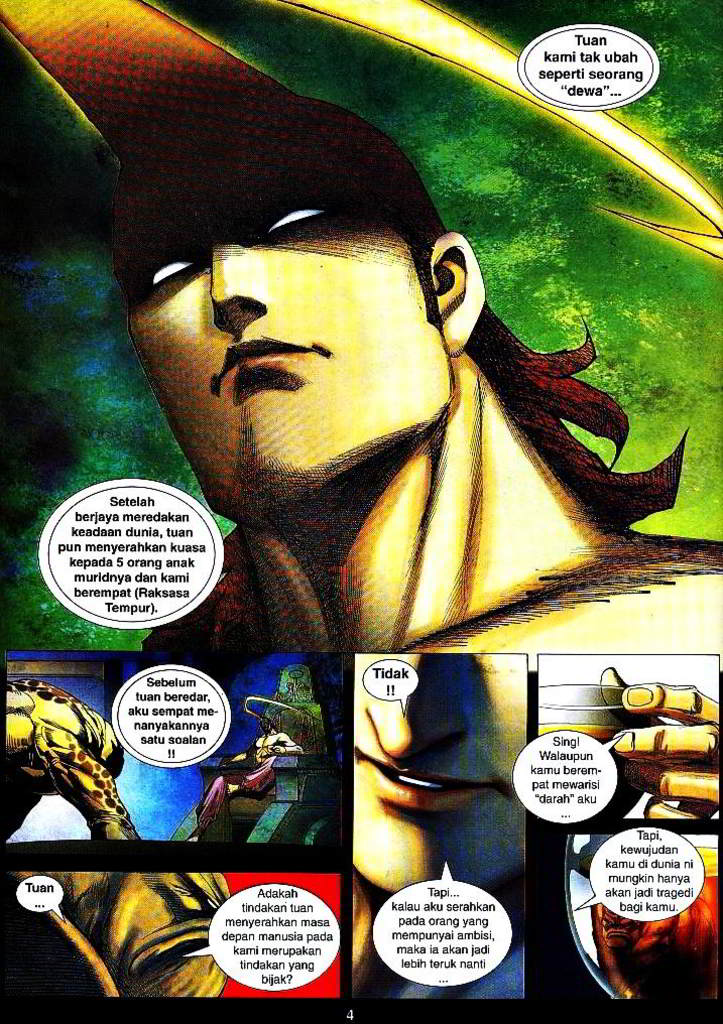 Tuan
kami tak ubah
seperti seorang
"dewa"...
Setelah
berjaya meredakan
keadaan dunia, tuan
pun menyerahkan kuasa
kepada 5 orang anak
muridnya dan kami
berempat (Raksasa
Tempur).
Sebelum
tuan beredar,
aku sempat me-
nanyakannya
satu soalan
!!
Tuan
...
Adakah
tindakan tuan
menyerahkan masa
depan manusia pada
kami merupakan
tindakan yang
bijak?
Tidak
!!
Tapi...
kalau aku serahkan
pada orang yang
mempunyai ambisi,
maka ia akan jadi
lebih teruk nanti
...
Sing!
Walaupun
kamu berem-
pat mewarisi
"darah" aku
...
Tapi,
kewujudan
kamu di dunia ni
mungkin hanya
akan jadi tragedi
bagi kamu.
4